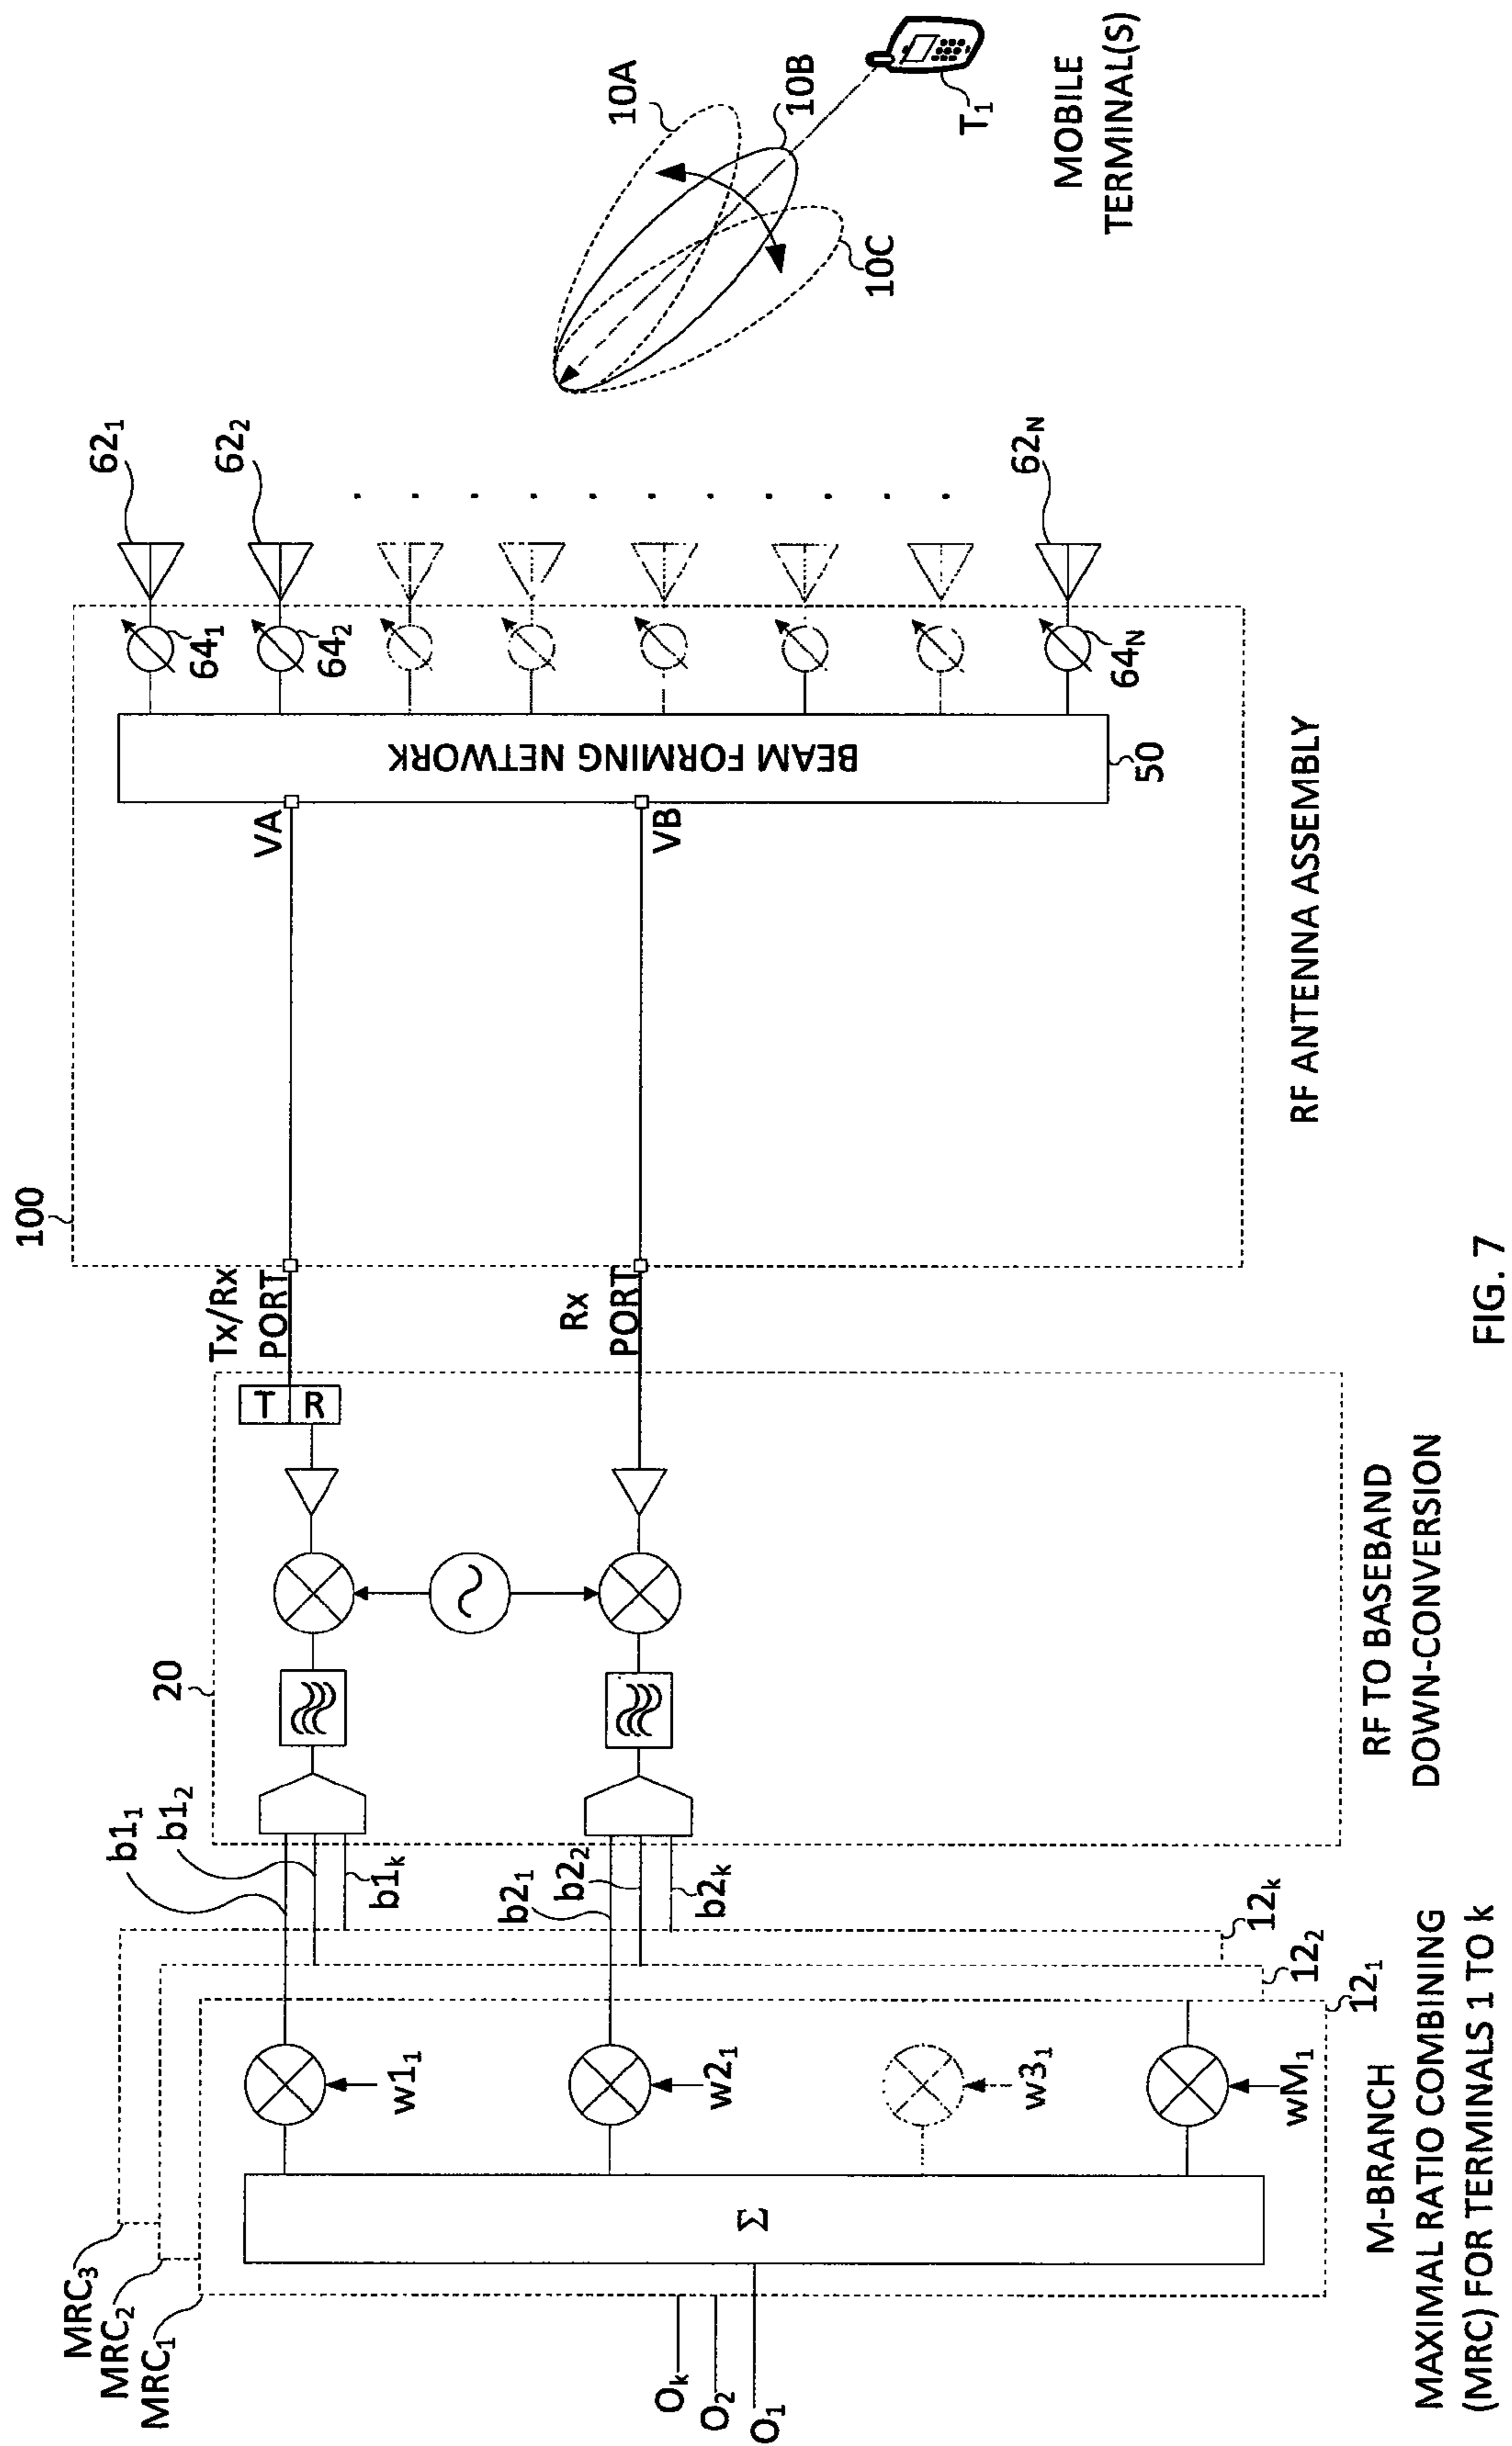 MRC3
MRC2
MRC1
Ok
O2
O1
Σ
w11
w21
w31
wM1
12k
122
121
M-BRANCH
MAXIMAL RATIO COMBINING
(MRC) FOR TERMINALS 1 TO k
b11
b12
b1k
b21
b22
b2k
20
T
R
RF TO BASEBAND
DOWN-CONVERSION
Tx/Rx
PORT
Rx
PORT
100
VA
VB
BEAM FORMING NETWORK
50
641
642
64N
621
622
62N
RF ANTENNA ASSEMBLY
10A
10B
10C
T1
MOBILE
TERMINAL(S)
FIG. 7